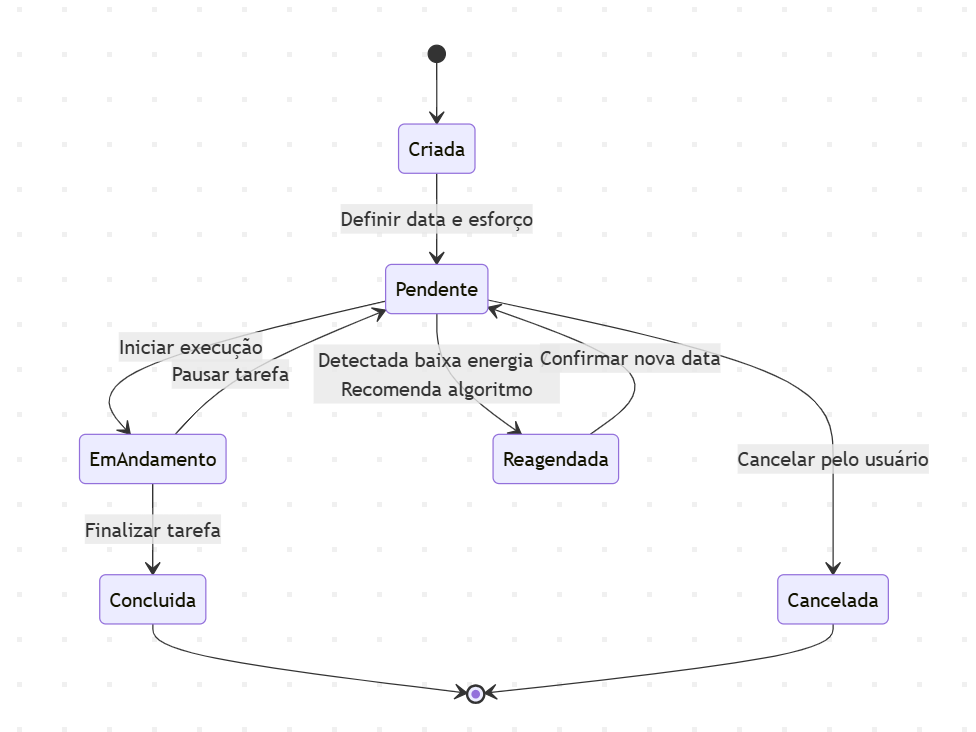 Criada
Definir data e esforço
Pendente
Iniciar execução
Pausar tarefa
Detectada baixa energia
Recomenda algoritmo
Confirmar nova data
EmAndamento
Reagendada
Cancelar pelo usuário
Finalizar tarefa
Concluida
Cancelada